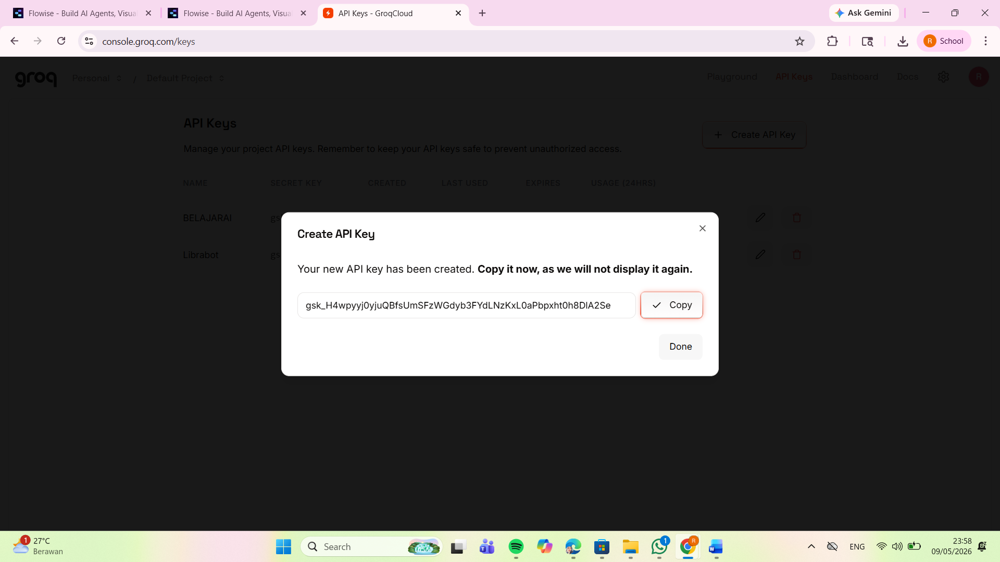 Flowise - Build AI Agents, Visua
Flowise - Build AI Agents, Visua
API Keys - GroqCloud
Ask Gemini
console.groq.com/keys
R
School
groq
Personal / Default Project
Playground
API Keys
Dashboard
Docs
R
API Keys
+ Create API Key
Manage your project API keys. Remember to keep your API keys safe to prevent unauthorized access.
NAME SECRET KEY CREATED LAST USED EXPIRES USAGE (24HRS)
BELAJARAI gs
Librabot gs
Create API Key
Your new API key has been created. Copy it now, as we will not display it again.
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
Copy
Done
1
27°C
Berawan
Search
1
R
ENG
23:58
09/05/2026